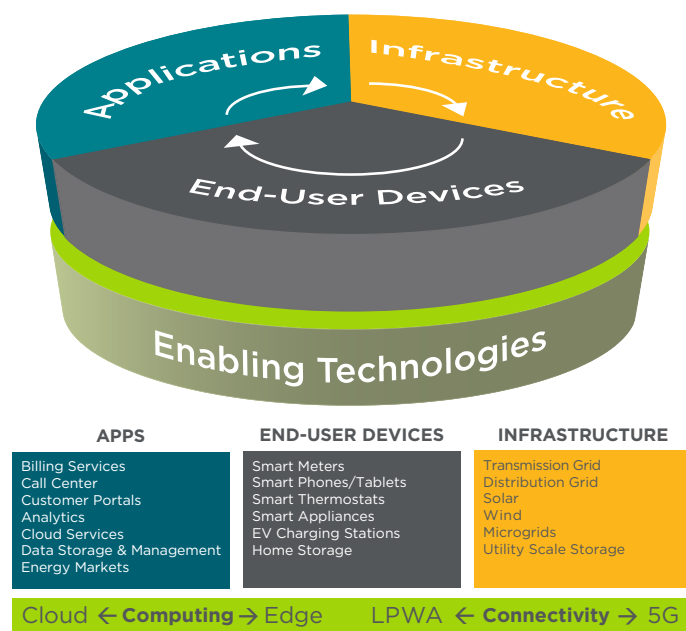 Applications
Infrastructure
End-User Devices
Enabling Technologies
APPS
Billing Services
Call Center
Customer Portals
Analytics
Cloud Services
Data Storage & Management
Energy Markets
END-USER DEVICES
Smart Meters
Smart Phones/Tablets
Smart Thermostats
Smart Appliances
EV Charging Stations
Home Storage
INFRASTRUCTURE
Transmission Grid
Distribution Grid
Solar
Wind
Microgrids
Utility Scale Storage
Cloud ← Computing → Edge
LPWA ← Connectivity → 5G